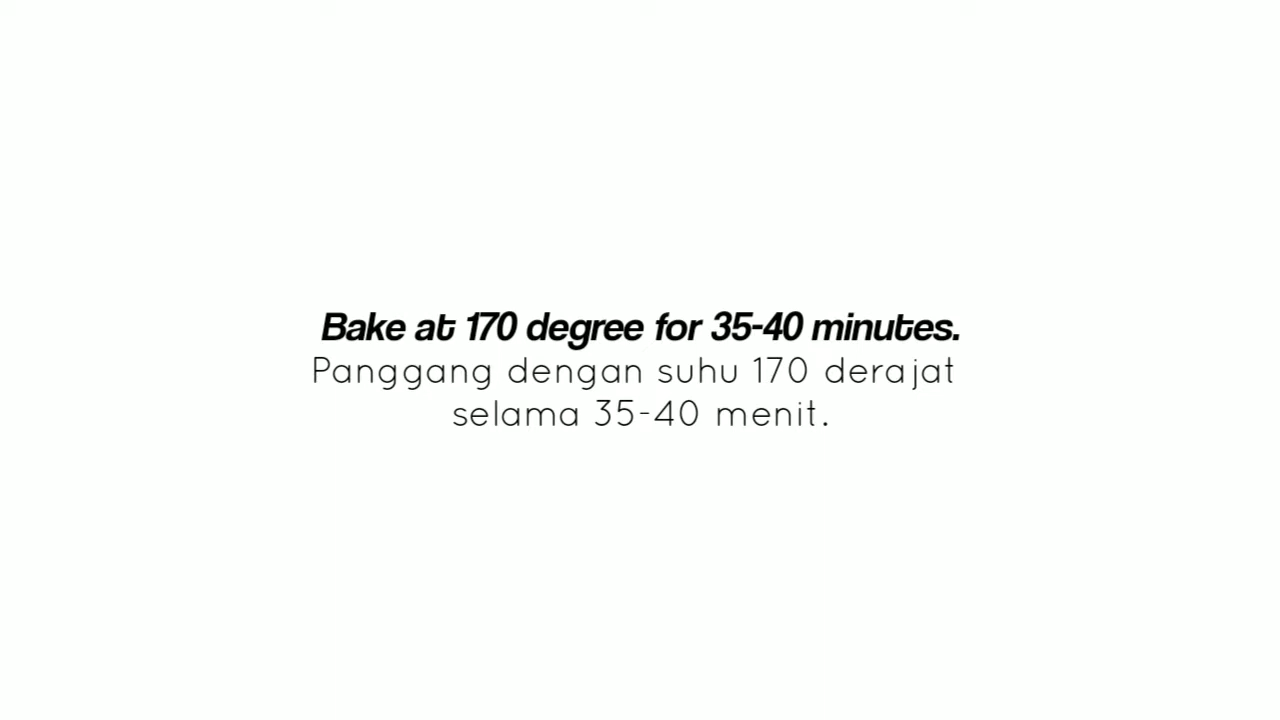 Bake at 170 degree for 35-40 minutes.
Panggang dengan suhu 170 derajat
selama 35-40 menit.